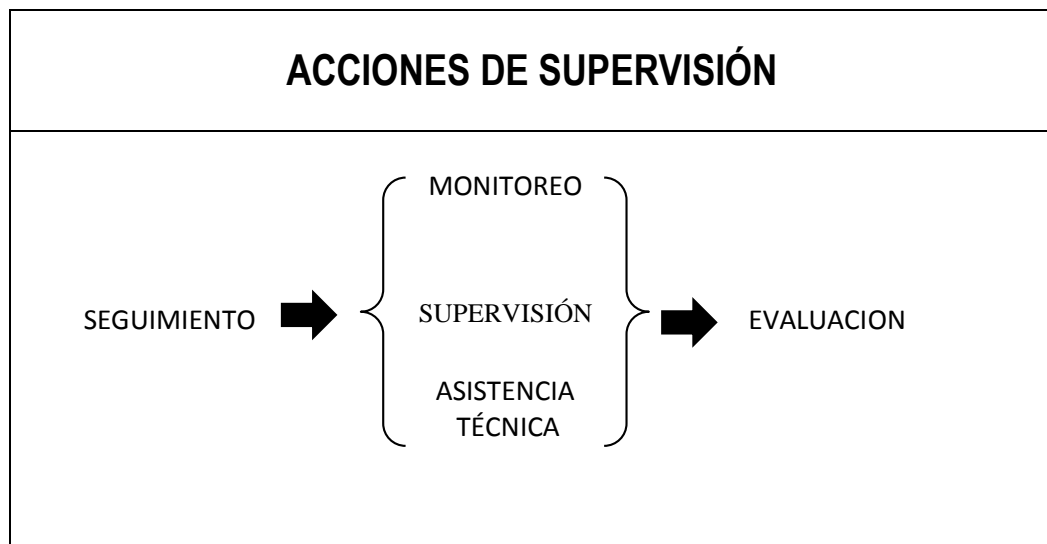 ACCIONES DE SUPERVISIÓN
MONITOREO
SEGUIMIENTO
SUPERVISIÓN
EVALUACION
ASISTENCIA
TÉCNICA